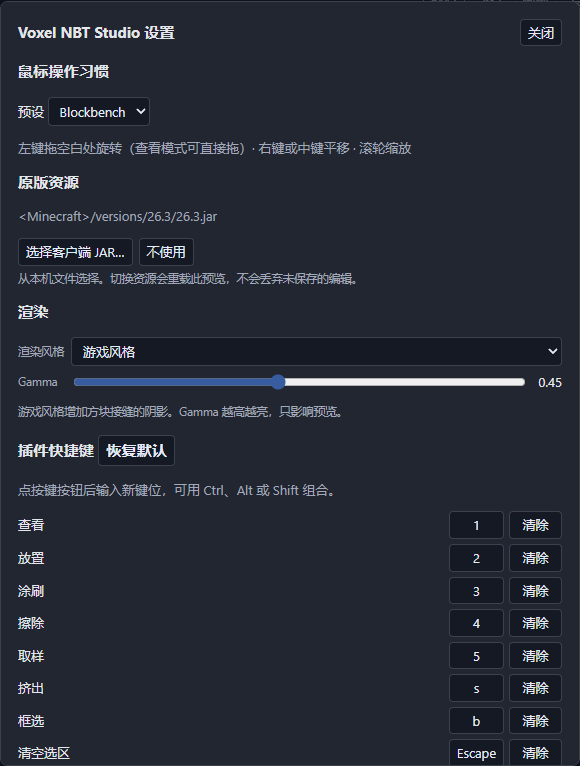 Voxel NBT Studio 设置 关闭
鼠标操作习惯
预设 Blockbench
左键拖空白处旋转（查看模式可直接拖）· 右键或中键平移 · 滚轮缩放
原版资源
<Minecraft>/versions/26.3/26.3.jar
选择客户端 JAR... 不使用
从本机文件选择。切换资源会重载此预览，不会丢弃未保存的编辑。
渲染
渲染风格 游戏风格
Gamma 0.45
游戏风格增加方块接缝的阴影。Gamma 越高越亮，只影响预览。
插件快捷键 恢复默认
点按键按钮后输入新键位，可用 Ctrl、Alt 或 Shift 组合。
查看 1 清除
放置 2 清除
涂刷 3 清除
擦除 4 清除
取样 5 清除
挤出 s 清除
框选 b 清除
清空选区 Escape 清除